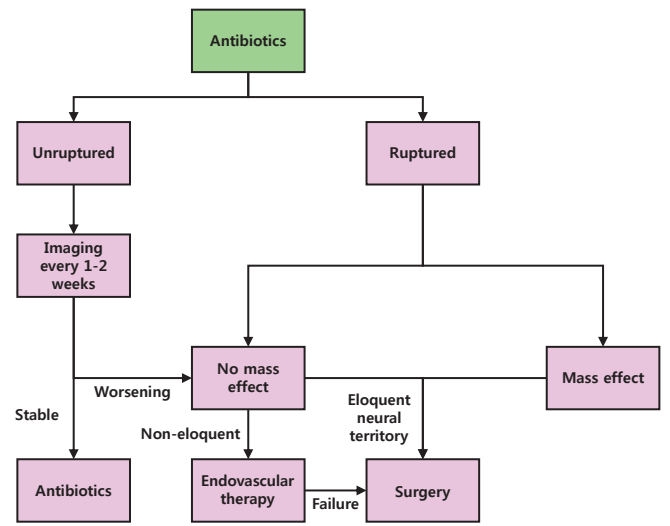 Antibiotics
Unruptured
Ruptured
Imaging
every 1-2
weeks
No mass
effect
Mass effect
Worsening
Stable
Eloquent
neural
territory
Non-eloquent
Antibiotics
Endovascular
therapy
Failure
Surgery